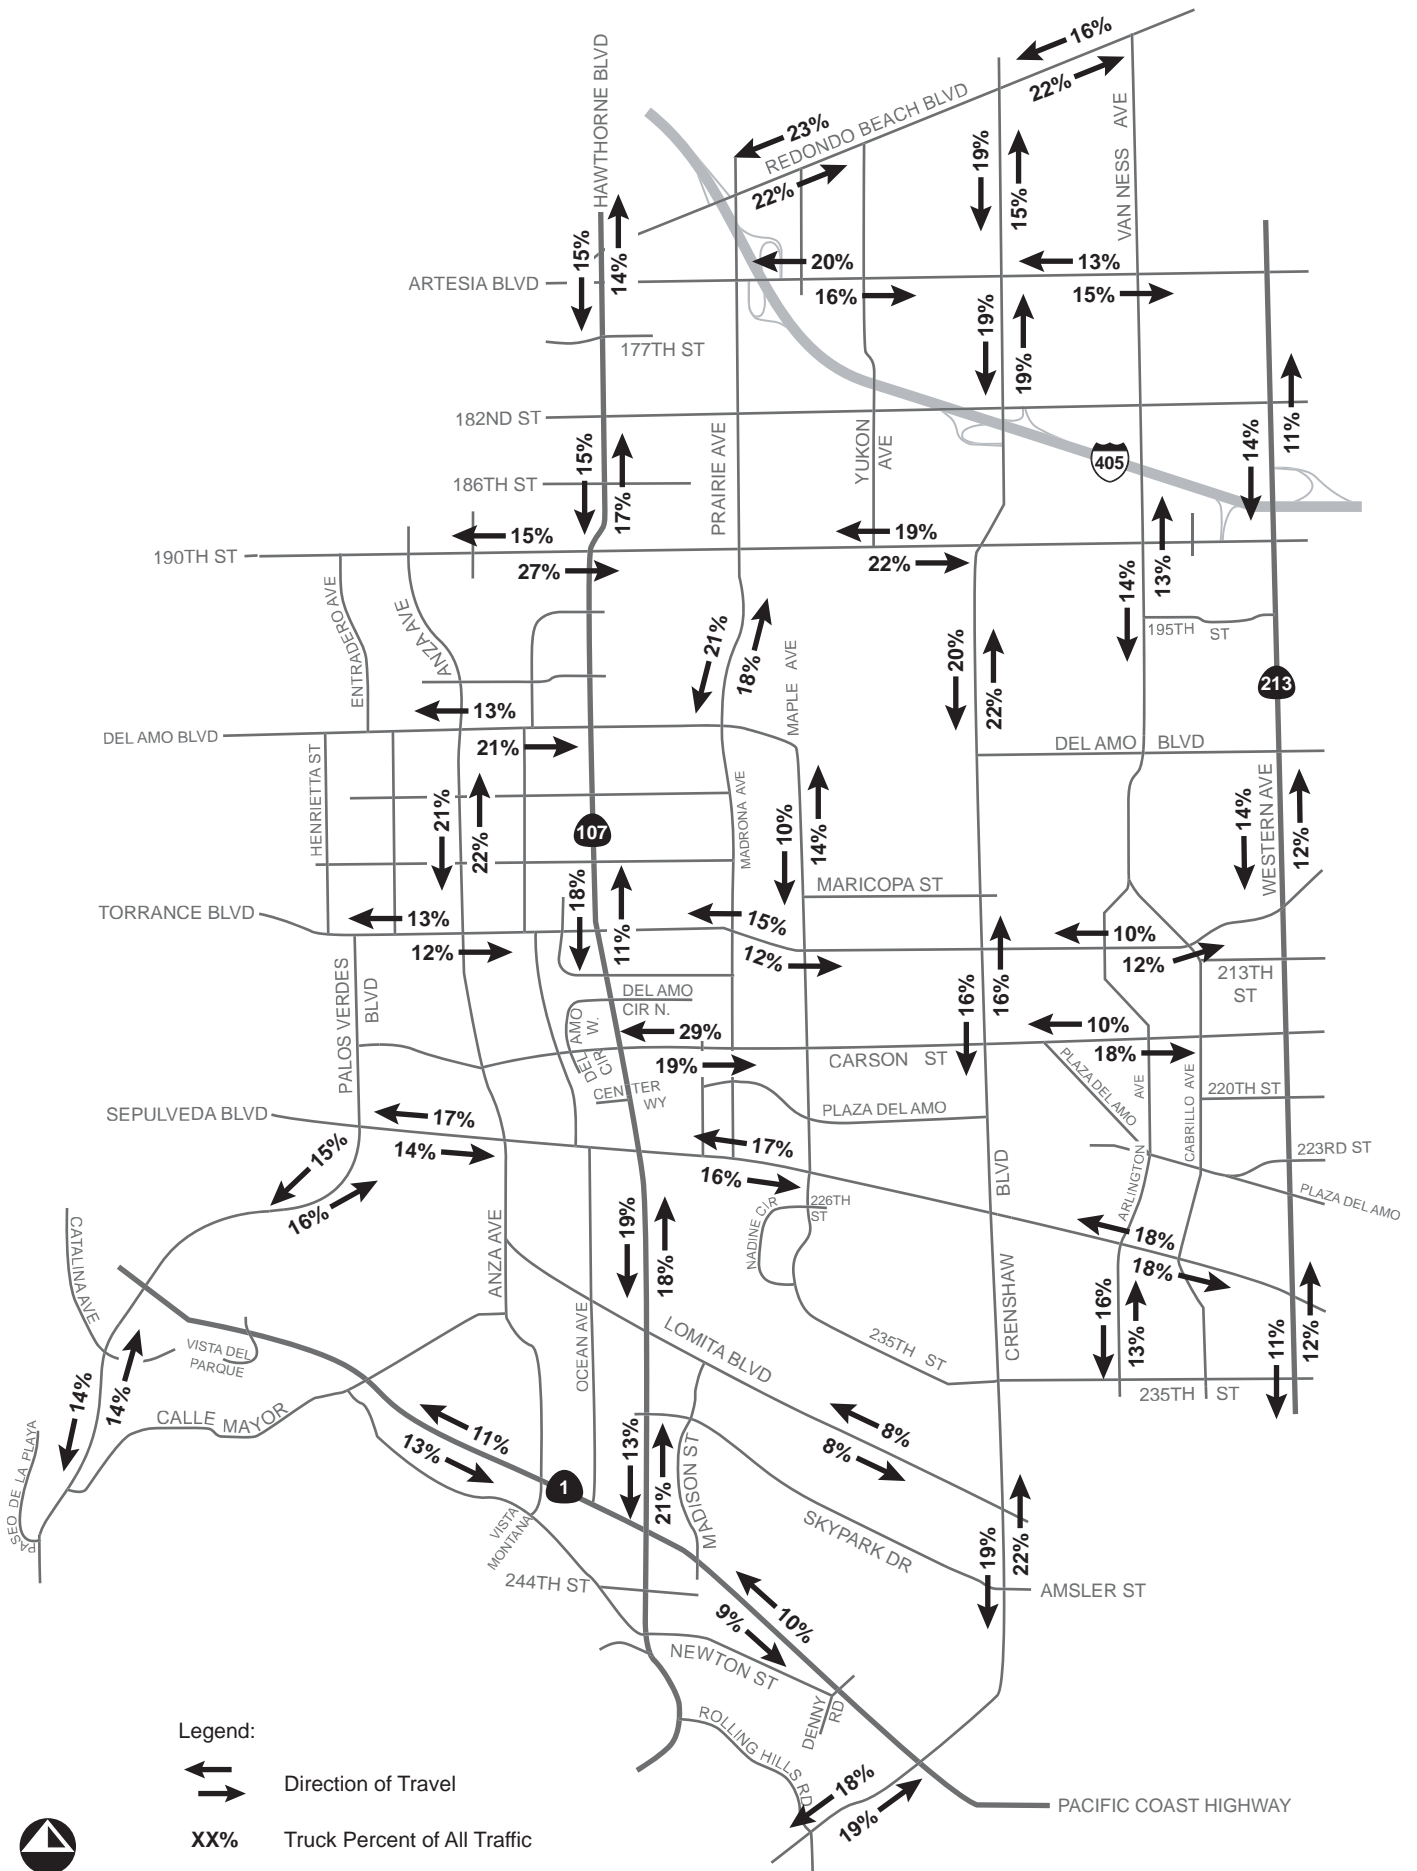 16%
HAWTHORNE BLVD
22%
VAN NESS AVE
REDONDO BEACH BLVD
23%
22%
19%
15%
15%
14%
20%
13%
ARTESIA BLVD
16%
15%
19%
19%
177TH ST
11%
182ND ST
14%
15%
17%
PRAIRIE AVE
YUKON
AVE
405
186TH ST
15%
19%
190TH ST
27%
22%
13%
14%
ENTRADERO AVE
ANZA AVE
21%
18%
MAPLE AVE
20%
22%
195TH ST
213
13%
DEL AMO BLVD
21%
DEL AMO BLVD
HENRIETTA ST
21%
22%
107
MADRONA AVE
10%
14%
14%
WESTERN AVE
12%
MARICOPA ST
18%
11%
TORRANCE BLVD
13%
15%
10%
12%
12%
12%
213TH
ST
PALOS VERDES
BLVD
DEL AMO
CIR N.
DEL AMO
CIR W.
16%
16%
29%
10%
19%
CARSON ST
18%
CENTER
WY
PLAZA DEL AMO
AVE
CABRILLO AVE
220TH ST
SEPULVEDA BLVD
17%
PLAZA DEL AMO
14%
17%
16%
223RD ST
15%
16%
BLVD
ARLINGTON
PLAZA DEL AMO
226TH
ST
NADINE CIR
CATALINA AVE
ANZA AVE
19%
18%
18%
18%
CRENSHAW
OCEAN AVE
16%
13%
11%
12%
VISTA DEL
PARQUE
LOMITA BLVD
235TH ST
235TH ST
14%
14%
CALLE MAYOR
PASEO DE LA PLAYA
11%
13%
13%
21%
MADISON ST
8%
8%
1
VISTA
MONTANA
SKYPARK DR
19%
22%
244TH ST
AMSLER ST
10%
9%
NEWTON ST
DENNY
RD
ROLLING HILLS RD
18%
19%
PACIFIC COAST HIGHWAY
Legend:
Direction of Travel
XX% Truck Percent of All Traffic